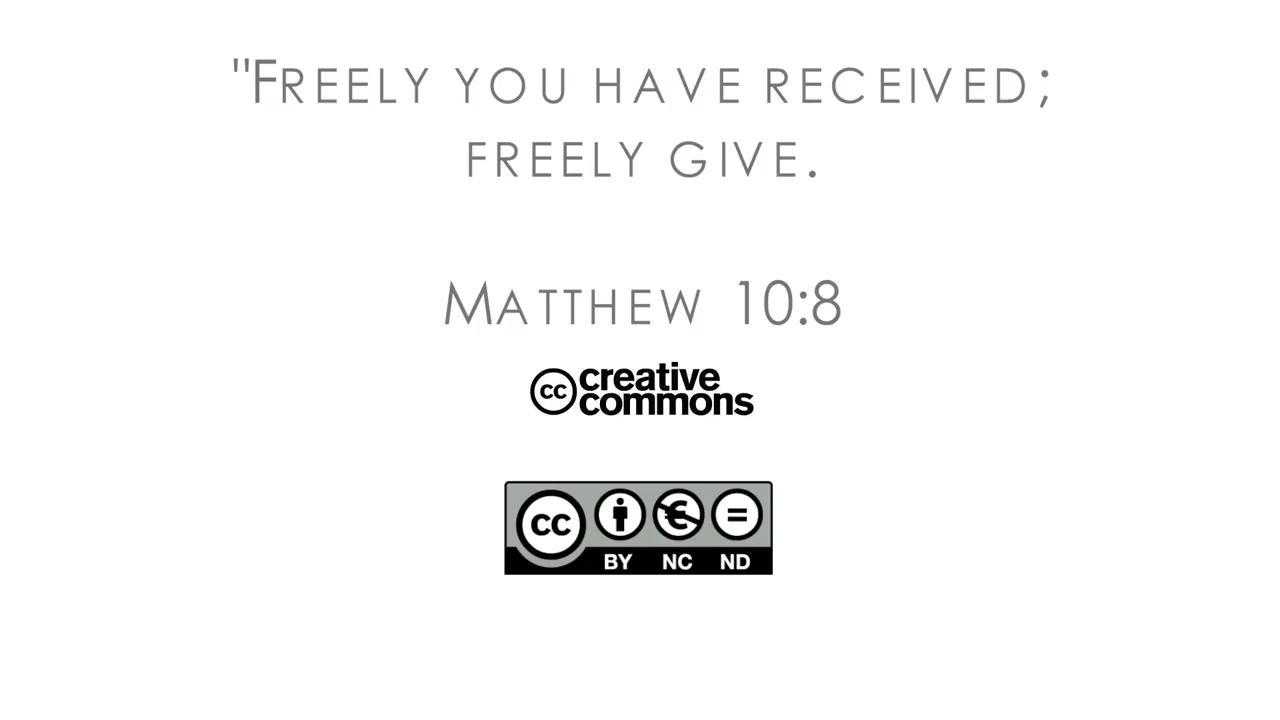 "FREELY YOU HAVE RECEIVED;
FREELY GIVE.
MATTHEW 10:8
cc creative
commons
cc BY NC ND